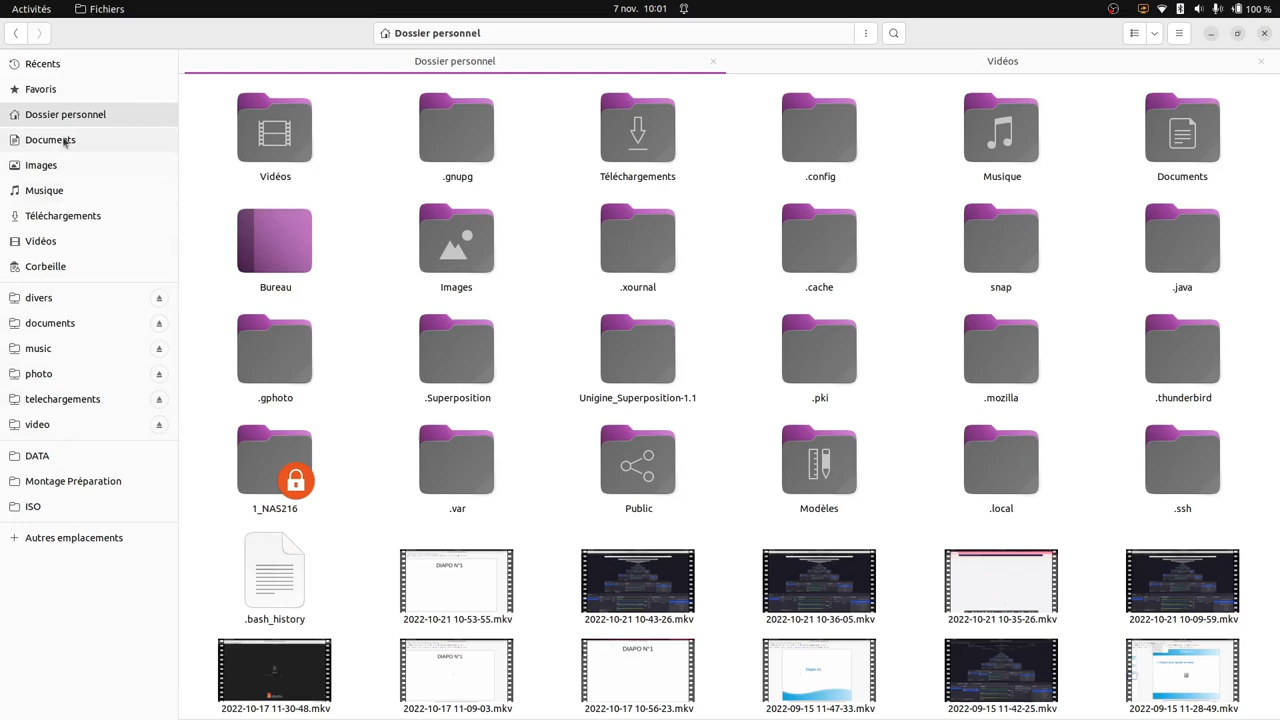 Activités Fichiers 7 nov. 10:01 100 %
Dossier personnel
Dossier personnel Vidéos
Récents
Favoris
Dossier personnel
Documents
Images
Musique
Téléchargements
Vidéos
Corbeille
divers
documents
music
photo
telechargements
video
DATA
Montage Préparation
ISO
Autres emplacements
Vidéos .gnupg Téléchargements .config Musique Documents
Bureau Images .xournal .cache snap .java
.gphoto .Superposition Unigine_Superposition-1.1 .pki .mozilla .thunderbird
1_NAS216 .var Public Modèles .local .ssh
DIAPO N°1
.bash_history 2022-10-21 10-53-55.mkv 2022-10-21 10-43-26.mkv 2022-10-21 10-36-05.mkv 2022-10-21 10-35-26.mkv 2022-10-21 10-09-59.mkv
DIAPO N°1 DIAPO N°1
2022-10-17 11-30-48.mkv 2022-10-17 11-09-03.mkv 2022-10-17 10-56-23.mkv 2022-09-15 11-47-33.mkv 2022-09-15 11-42-25.mkv 2022-09-15 11-28-49.mkv